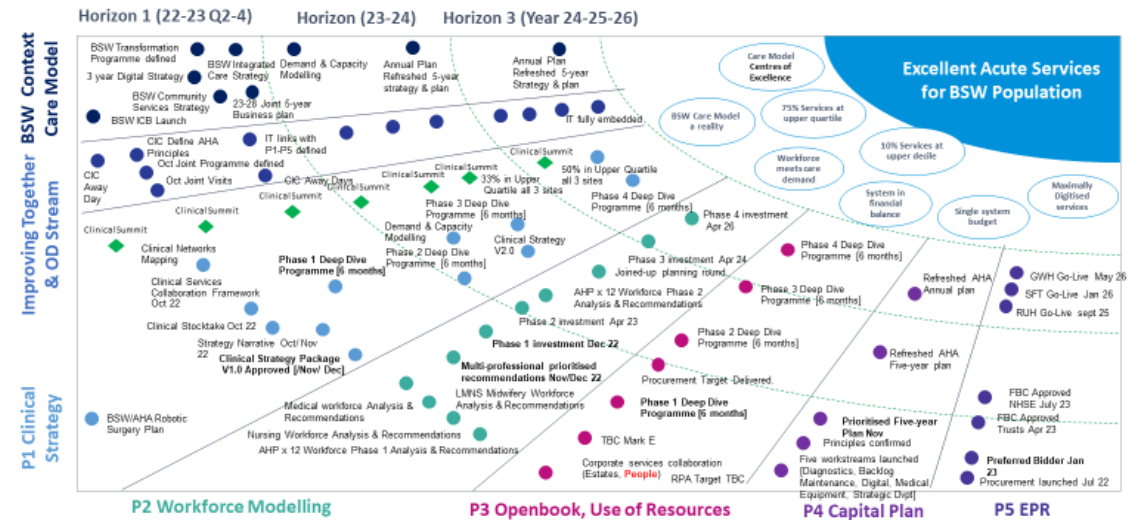 Horizon 1 (22-23 Q2-4)
Horizon (23-24)
Horizon 3 (Year 24-25-26)
BSW Context
Care Model
Improving Together
& OD Stream
P1 Clinical
Strategy
BSW Transformation
Programme defined
3 year Digital Strategy
BSW Integrated
Care Strategy
BSW Community
Services Strategy
23-28 Joint 5-year
Business plan
BSW ICB Launch
Demand & Capacity
Modelling
Annual Plan
Refreshed 5-year
strategy & plan
Annual Plan
Refreshed 5-year
Strategy & plan
Care Model
Centres of
Excellence
BSW Care Model
a reality
75% Services at
upper quartile
10% Services at
upper decile
Workforce
meets care
demand
System in
financial
balance
Single system
budget
Maximally
Digitised
services
Excellent Acute Services
for BSW Population
CIC Define AHA
Principles
IT links with
P1-P5 defined
IT fully embedded
CIC
Away
Day
Oct Joint Programme defined
Oct Joint Visits
CIC Away Days
Clinical Summit
Clinical Summit
Clinical Summit
Clinical Summit
Clinical Summit
Clinical Summit
Clinical Summit
33% in Upper
Quartile all 3 sites
50% in Upper Quartile
all 3 sites
Clinical Networks
Mapping
Clinical Services
Collaboration Framework
Oct 22
Clinical Stocktake Oct 22
Strategy Narrative Oct/ Nov
22
Clinical Strategy Package
V1.0 Approved [/Nov/ Dec]
BSW/AHA Robotic
Surgery Plan
Phase 1 Deep Dive
Programme [6 months]
Demand & Capacity
Modelling
Phase 2 Deep Dive
Programme [6 months]
Phase 3 Deep Dive
Programme [6 months]
Clinical Strategy
V2.0
Phase 4 Deep Dive
Programme [6 months]
Phase 4 investment
Apr 26
Phase 3 investment Apr 24
Joined-up planning round
AHP x 12 Workforce Phase 2
Analysis & Recommendations
Phase 2 investment Apr 23
Phase 1 investment Dec 22
Multi-professional prioritised
recommendations Nov/Dec 22
LMNS Midwifery Workforce
Analysis & Recommendations
Medical workforce Analysis &
Recommendations
Nursing Workforce Analysis & Recommendations
AHP x 12 Workforce Phase 1 Analysis & Recommendations
Phase 4 Deep Dive
Programme [6 months]
Phase 3 Deep Dive
Programme [6 months]
Phase 2 Deep Dive
Programme [6 months]
Procurement Target Delivered.
Phase 1 Deep Dive
Programme [6 months]
TBC Mark E
Corporate services collaboration
(Estates, People)
RPA Target TBC
Refreshed AHA
Annual plan
Refreshed AHA
Five-year plan
Prioritised Five-year
Plan Nov
Principles confirmed
Five workstreams launched
[Diagnostics, Backlog
Maintenance, Digital, Medical
Equipment, Strategic Dvpt]
GWH Go-Live May 26
SFT Go-Live Jan 26
RUH Go-Live sept 25
FBC Approved
NHSE July 23
FBC Approved
Trusts Apr 23
Preferred Bidder Jan
23
Procurement launched Jul 22
P2 Workforce Modelling
P3 Openbook, Use of Resources
P4 Capital Plan
P5 EPR